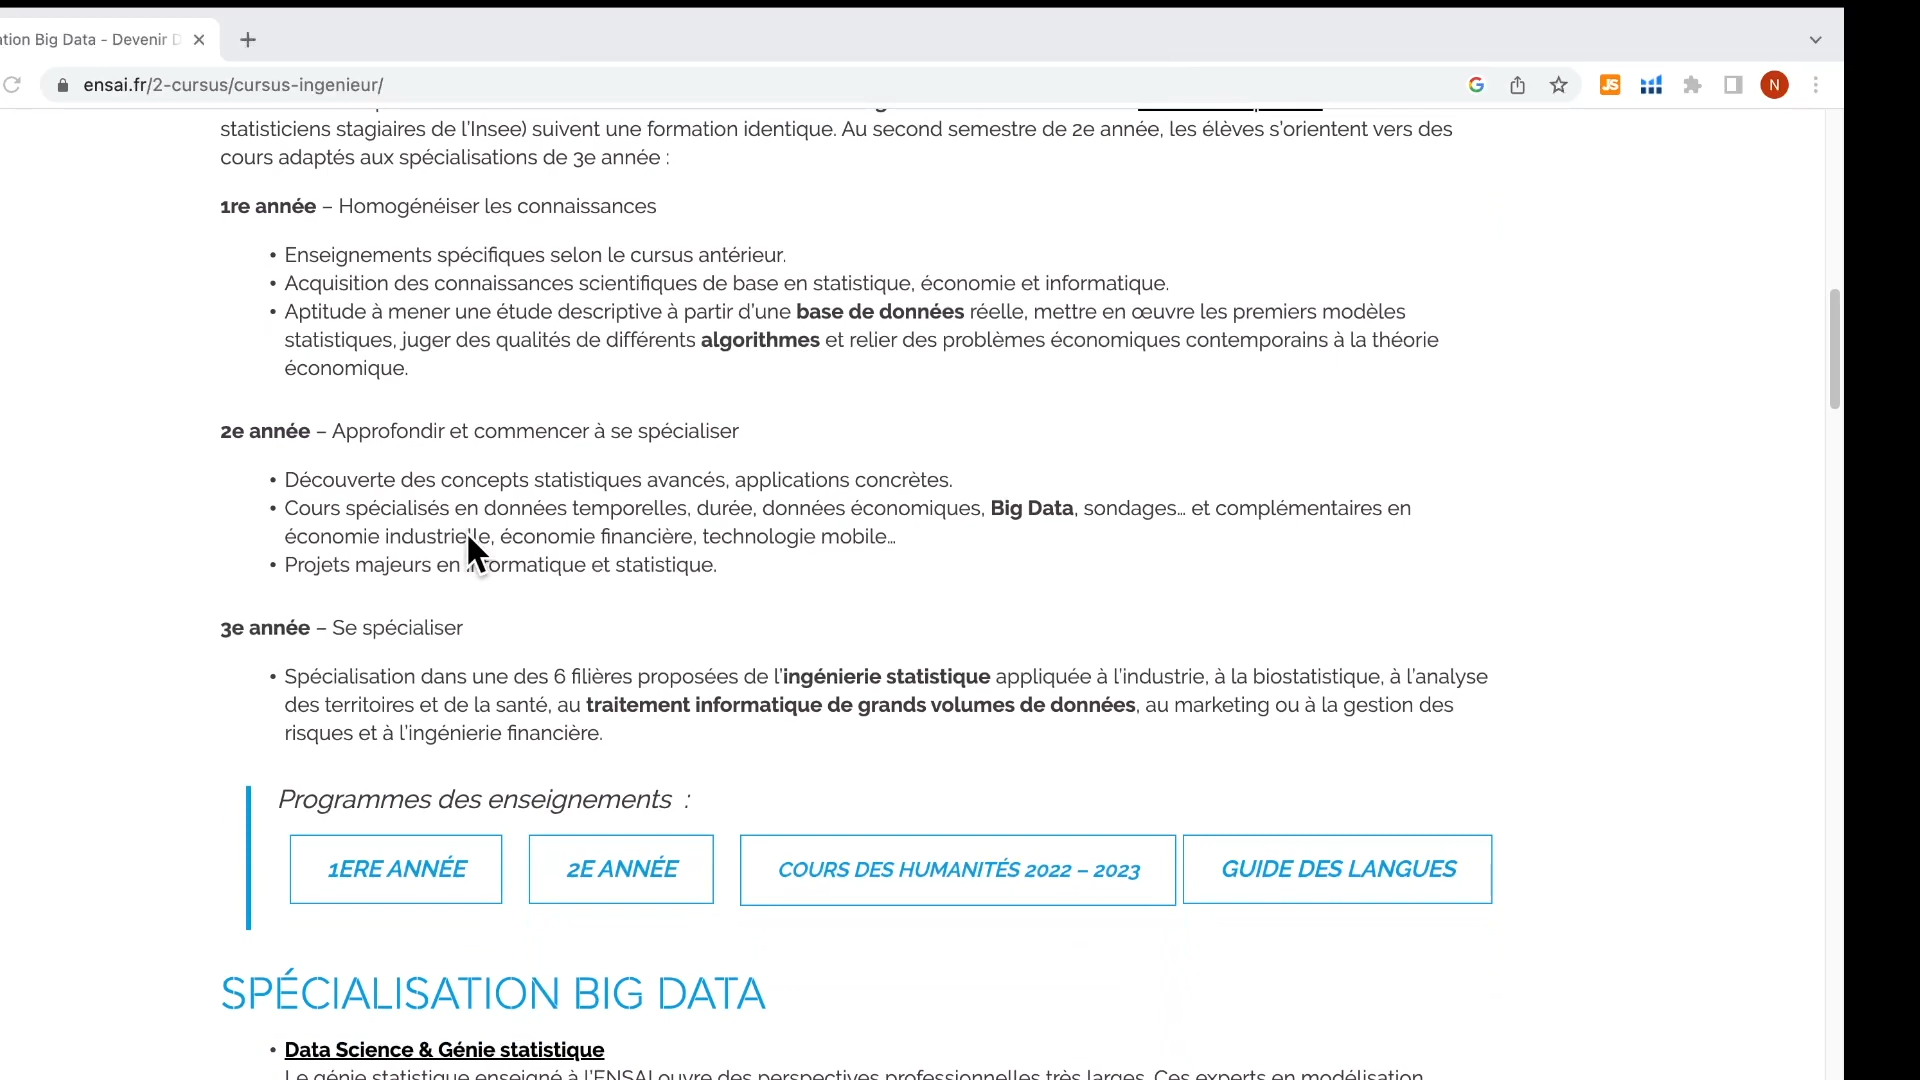 ation Big Data - Devenir D
ensai.fr/2-cursus/cursus-ingenieur/
JS
N
statisticiens stagiaires de l'Insee) suivent une formation identique. Au second semestre de 2e année, les élèves s'orientent vers des
cours adaptés aux spécialisations de 3e année :
1re année – Homogénéiser les connaissances
• Enseignements spécifiques selon le cursus antérieur.
• Acquisition des connaissances scientifiques de base en statistique, économie et informatique.
• Aptitude à mener une étude descriptive à partir d'une base de données réelle, mettre en œuvre les premiers modèles
statistiques, juger des qualités de différents algorithmes et relier des problèmes économiques contemporains à la théorie
économique.
2e année – Approfondir et commencer à se spécialiser
• Découverte des concepts statistiques avancés, applications concrètes.
• Cours spécialisés en données temporelles, durée, données économiques, Big Data, sondages… et complémentaires en
économie industrielle, économie financière, technologie mobile…
• Projets majeurs en informatique et statistique.
3e année – Se spécialiser
• Spécialisation dans une des 6 filières proposées de l'ingénierie statistique appliquée à l'industrie, à la biostatistique, à l'analyse
des territoires et de la santé, au traitement informatique de grands volumes de données, au marketing ou à la gestion des
risques et à l'ingénierie financière.
Programmes des enseignements :
1ERE ANNÉE 2E ANNÉE COURS DES HUMANITÉS 2022 – 2023 GUIDE DES LANGUES
SPÉCIALISATION BIG DATA
• Data Science & Génie statistique
Le génie statistique enseigné à l'ENSAI ouvre des perspectives professionnelles très larges. Ces experts en modélisation